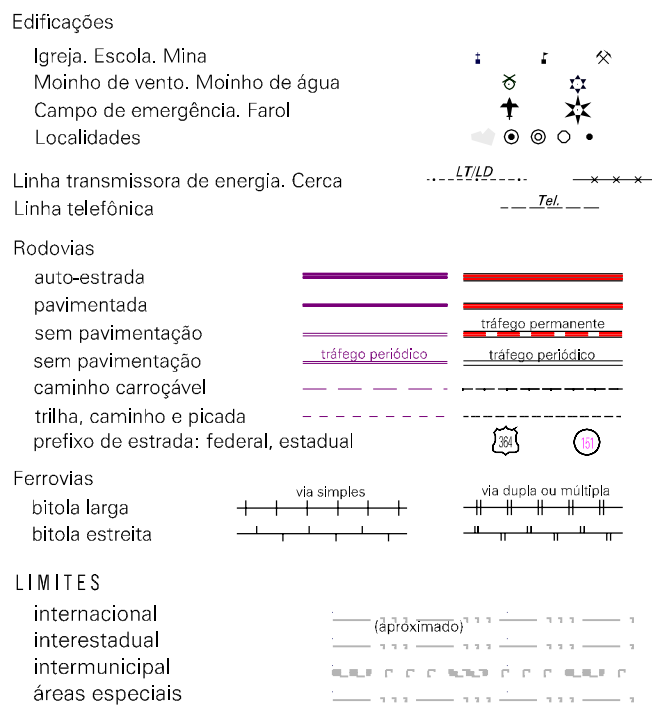 Edificações
Igreja. Escola. Mina
Moinho de vento. Moinho de água
Campo de emergência. Farol
Localidades
Linha transmissora de energia. Cerca
LT/LD
Linha telefônica
Tel.
Rodovias
auto-estrada
pavimentada
sem pavimentação
tráfego permanente
sem pavimentação
tráfego periódico
tráfego periódico
caminho carroçável
trilha, caminho e picada
prefixo de estrada: federal, estadual
364
151
Ferrovias
via simples
via dupla ou múltipla
bitola larga
bitola estreita
LIMITES
internacional
(aproximado)
interestadual
intermunicipal
áreas especiais